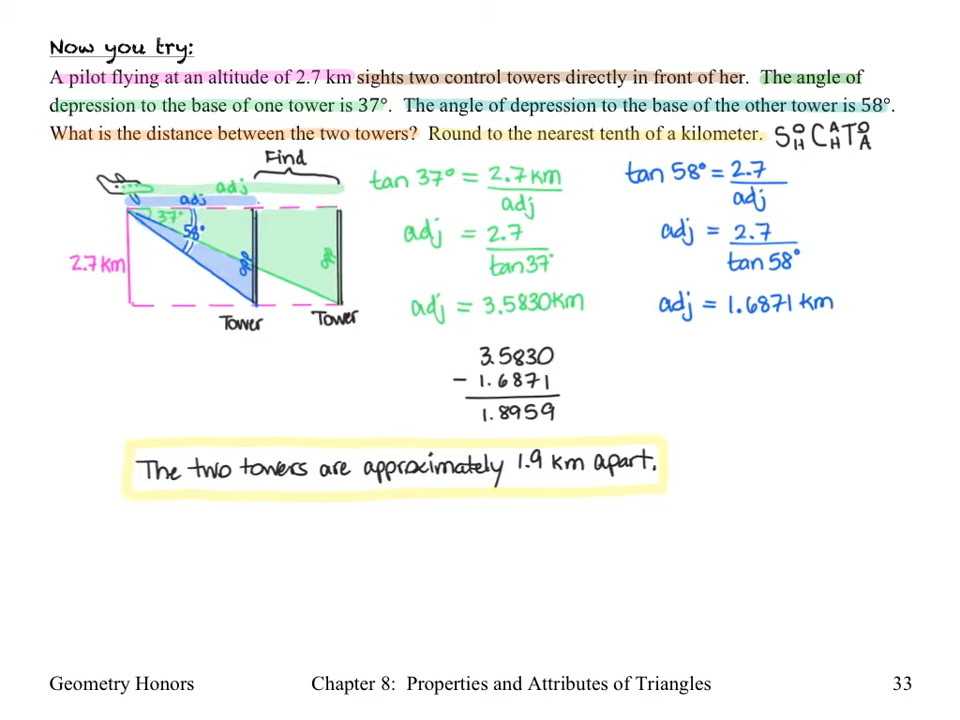 Now you try:
A pilot flying at an altitude of 2.7 km sights two control towers directly in front of her. The angle of
depression to the base of one tower is 37°. The angle of depression to the base of the other tower is 58°.
What is the distance between the two towers? Round to the nearest tenth of a kilometer. S O/H C A/H T O/A
Find
adj
adj
37°
58°
opp
opp
2.7 km
Tower
Tower
tan 37° = 2.7 km / adj
adj = 2.7 / tan 37°
adj = 3.5830 km
tan 58° = 2.7 / adj
adj = 2.7 / tan 58°
adj = 1.6871 km
3.5830
- 1.6871
1.8959
The two towers are approximately 1.9 km apart.
Geometry Honors Chapter 8: Properties and Attributes of Triangles 33